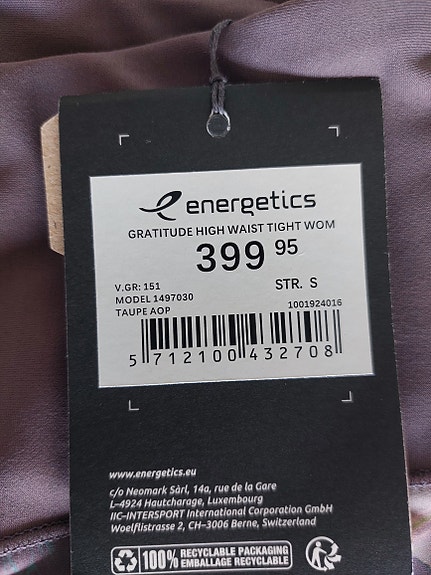 energetics
GRATITUDE HIGH WAIST TIGHT WOM
399 95
V.GR: 151
STR. S
MODEL 1497030
TAUPE AOP
1001924016
5 712100 432708
www.energetics.eu
c/o Neomark Sàrl, 14a, rue de la Gare
L-4924 Hautcharage, Luxembourg
IIC-INTERSPORT International Corporation GmbH
Woelflistrasse 2, CH-3006 Berne, Switzerland
100% RECYCLABLE PACKAGING
EMBALLAGE RECYCLABLE